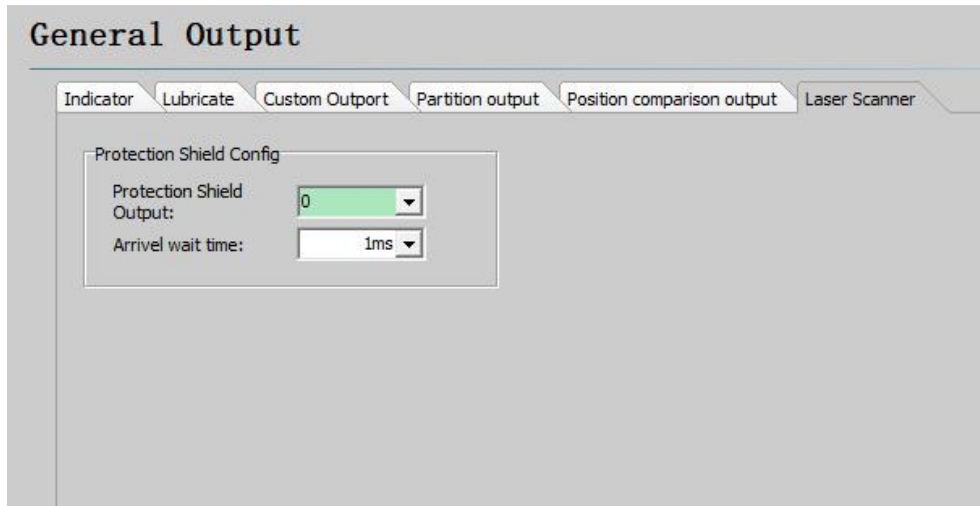 General Output
Indicator Lubricate Custom Outport Partition output Position comparison output Laser Scanner
Protection Shield Config
Protection Shield
Output:
0
Arrivel wait time:
1ms